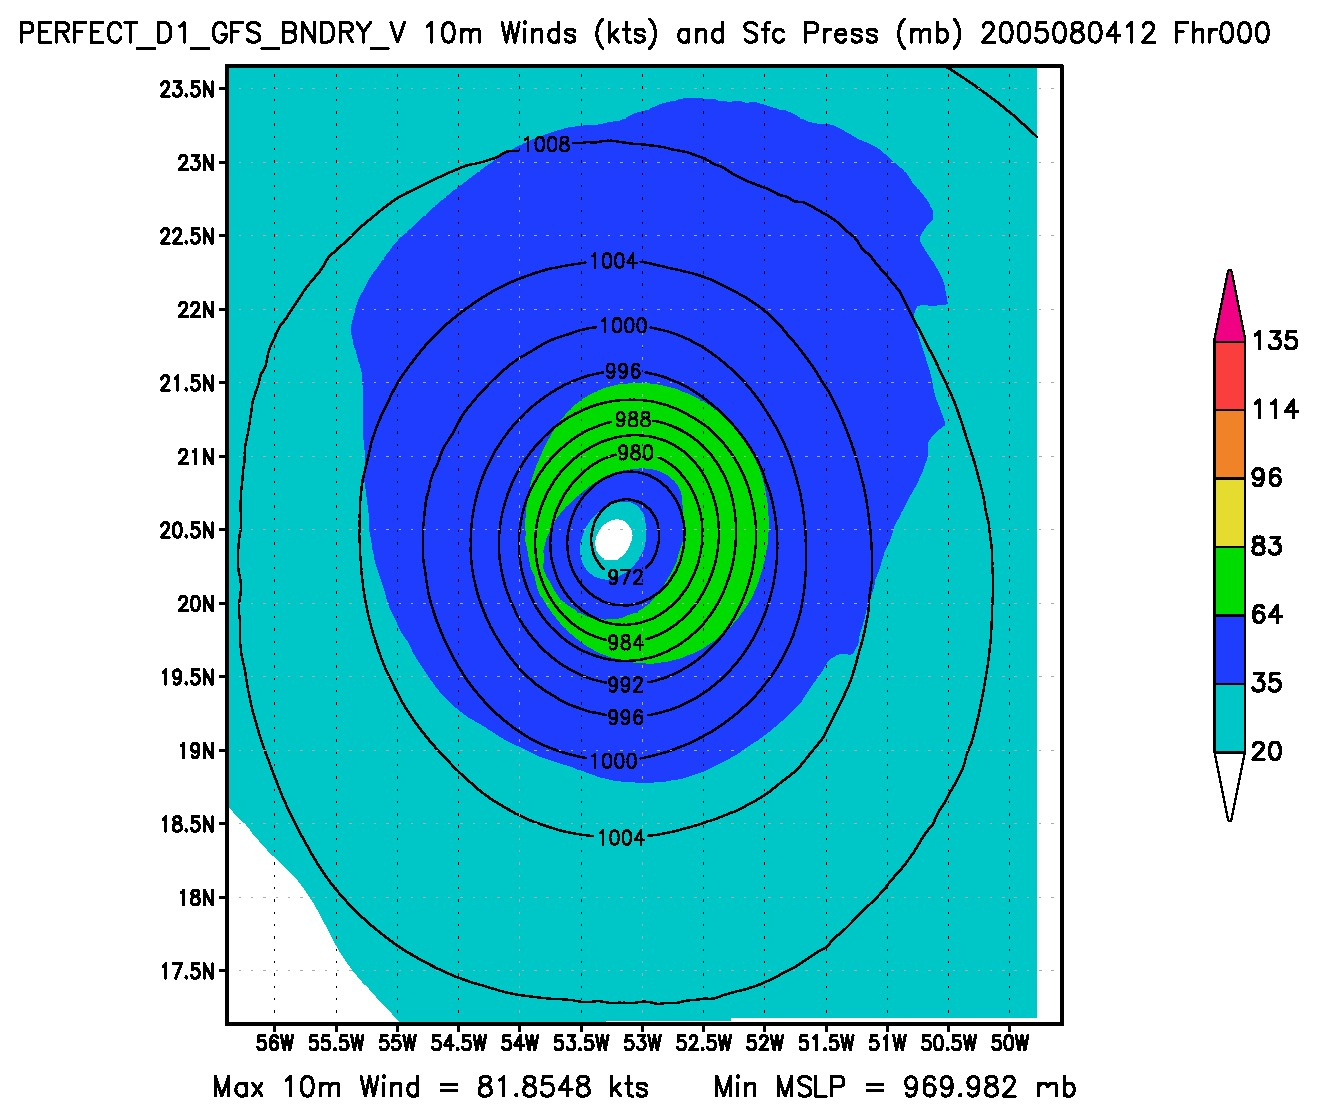 PERFECT_D1_GFS_BNDRY_V 10m Winds (kts) and Sfc Press (mb) 2005080412 Fhr000
23.5N
1008
23N
22.5N
1004
22N
1000
135
21.5N
996
114
988
21N
980
96
20.5N
83
972
20N
64
984
19.5N
992
35
996
19N
1000
20
18.5N
1004
18N
17.5N
56W 55.5W 55W 54.5W 54W 53.5W 53W 52.5W 52W 51.5W 51W 50.5W 50W
Max 10m Wind = 81.8548 kts Min MSLP = 969.982 mb